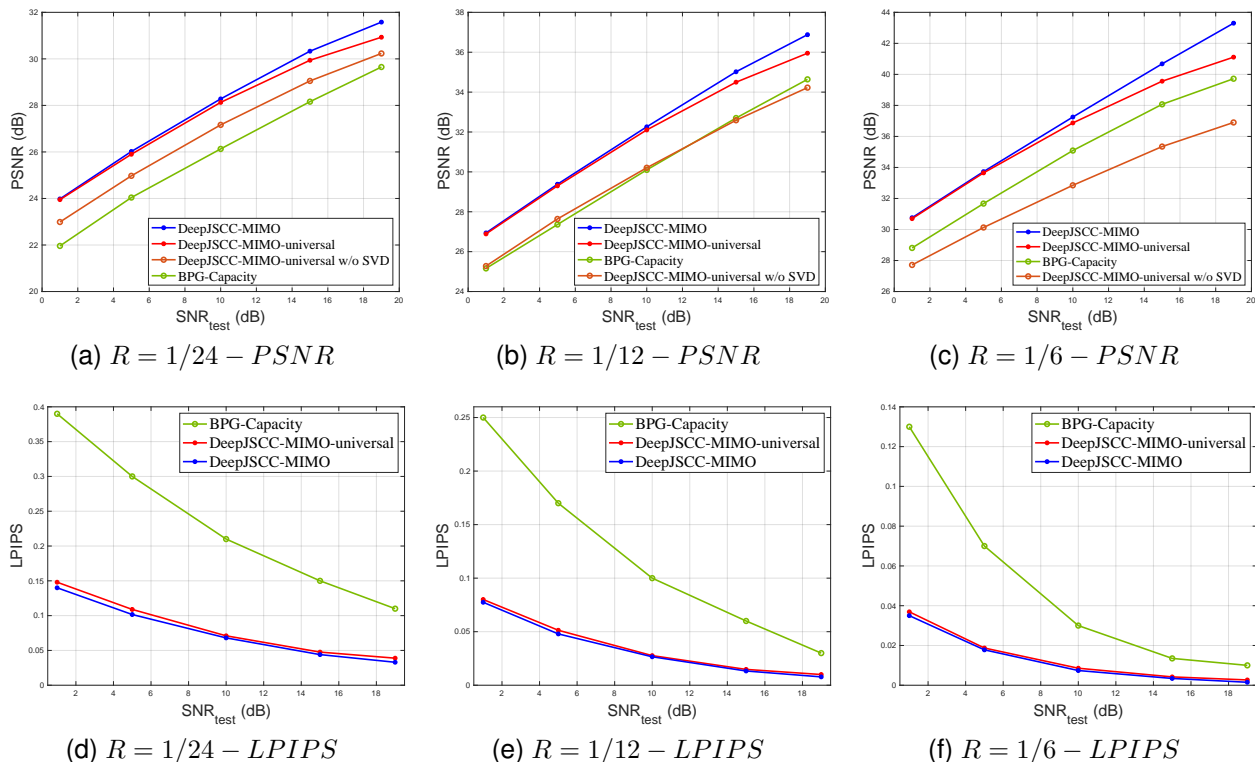 32
30
28
26
24
22
20
PSNR (dB)
DeepJSCC-MIMO
DeepJSCC-MIMO-universal
DeepJSCC-MIMO-universal w/o SVD
BPG-Capacity
0 2 4 6 8 10 12 14 16 18 20
SNR_test (dB)
(a) R = 1/24 − PSNR
38
36
34
32
30
28
26
24
PSNR (dB)
DeepJSCC-MIMO
DeepJSCC-MIMO-universal
BPG-Capacity
DeepJSCC-MIMO-universal w/o SVD
0 2 4 6 8 10 12 14 16 18 20
SNR_test (dB)
(b) R = 1/12 − PSNR
44
42
40
38
36
34
32
30
28
26
PSNR (dB)
DeepJSCC-MIMO
DeepJSCC-MIMO-universal
BPG-Capacity
DeepJSCC-MIMO-universal w/o SVD
0 2 4 6 8 10 12 14 16 18 20
SNR_test (dB)
(c) R = 1/6 − PSNR
0.4
0.35
0.3
0.25
0.2
0.15
0.1
0.05
0
LPIPS
BPG-Capacity
DeepJSCC-MIMO-universal
DeepJSCC-MIMO
2 4 6 8 10 12 14 16 18
SNR_test (dB)
(d) R = 1/24 − LPIPS
0.25
0.2
0.15
0.1
0.05
0
LPIPS
BPG-Capacity
DeepJSCC-MIMO-universal
DeepJSCC-MIMO
2 4 6 8 10 12 14 16 18
SNR_test (dB)
(e) R = 1/12 − LPIPS
0.14
0.12
0.1
0.08
0.06
0.04
0.02
0
LPIPS
BPG-Capacity
DeepJSCC-MIMO-universal
DeepJSCC-MIMO
2 4 6 8 10 12 14 16 18
SNR_test (dB)
(f) R = 1/6 − LPIPS